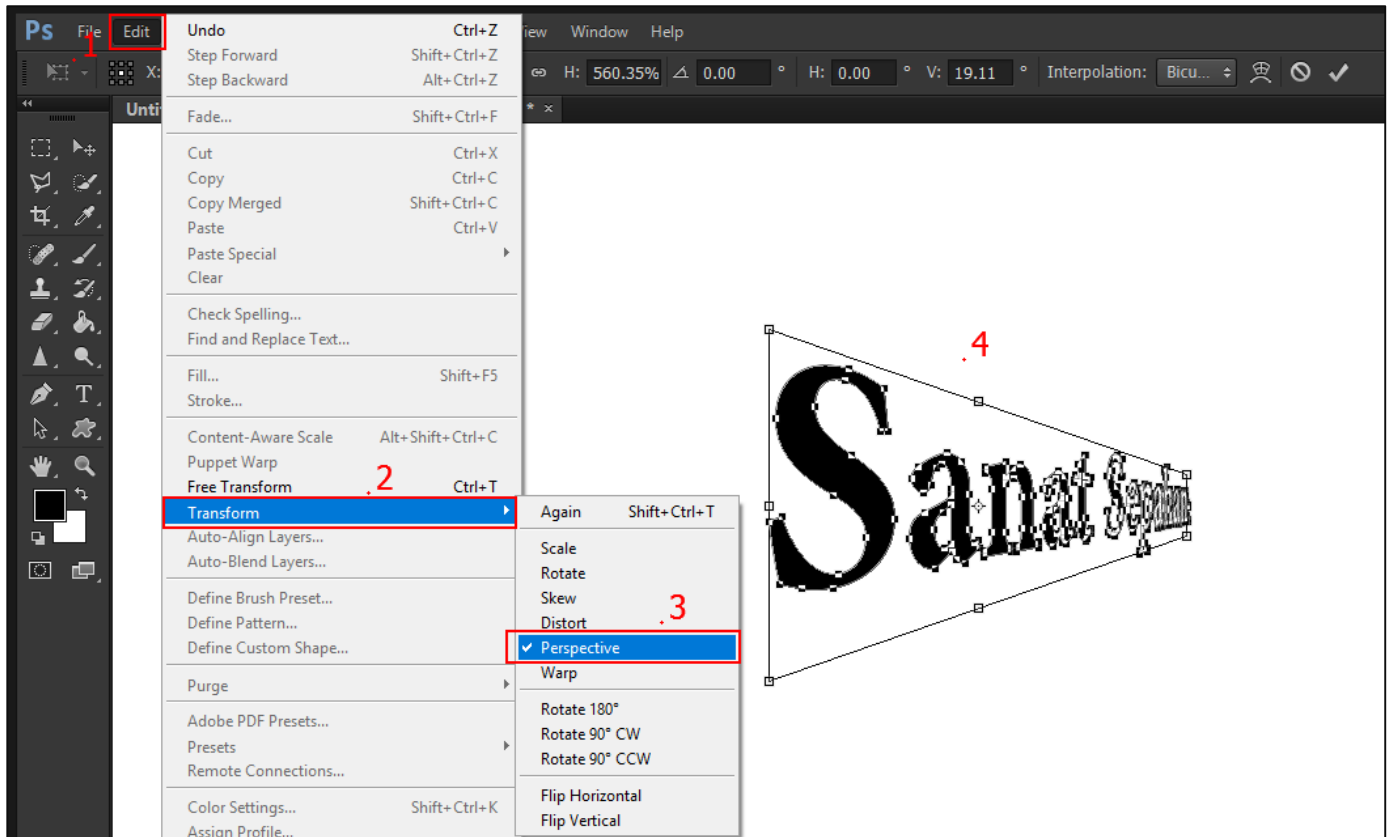 Ps File Edit iew Window Help
1
X: H: 560.35% 0.00 ° H: 0.00 ° V: 19.11 ° Interpolation: Bicu...
Unti * ×
Undo Ctrl+Z
Step Forward Shift+Ctrl+Z
Step Backward Alt+Ctrl+Z
Fade... Shift+Ctrl+F
Cut Ctrl+X
Copy Ctrl+C
Copy Merged Shift+Ctrl+C
Paste Ctrl+V
Paste Special
Clear
Check Spelling...
Find and Replace Text...
Fill... Shift+F5
Stroke...
Content-Aware Scale Alt+Shift+Ctrl+C
Puppet Warp
.2
Free Transform Ctrl+T
Transform
Auto-Align Layers...
Auto-Blend Layers...
Define Brush Preset...
Define Pattern...
Define Custom Shape...
Purge
Adobe PDF Presets...
Presets
Remote Connections...
Color Settings... Shift+Ctrl+K
Assign Profile...
Again Shift+Ctrl+T
Scale
Rotate
Skew
.3
Distort
Perspective
Warp
Rotate 180°
Rotate 90° CW
Rotate 90° CCW
Flip Horizontal
Flip Vertical
.4
Sanat Sepahan